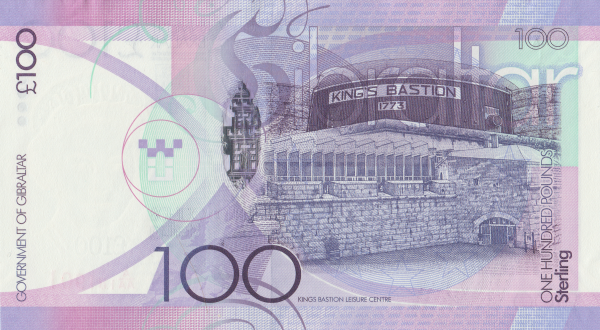 £100
GOVERNMENT OF GIBRALTAR
Gibraltar
100
KING'S BASTION
1773
ONE HUNDRED POUNDS
Sterling
100
KINGS BASTION LEISURE CENTRE